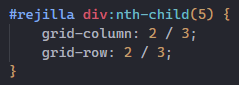 #rejilla div:nth-child(5) {
    grid-column: 2 / 3;
    grid-row: 2 / 3;
}